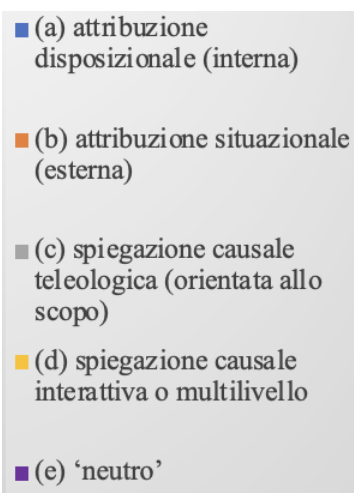 (a) attribuzione
disposizionale (interna)
(b) attribuzione situazionale
(esterna)
(c) spiegazione causale
teleologica (orientata allo
scopo)
(d) spiegazione causale
interattiva o multilivello
(e) ‘neutro’